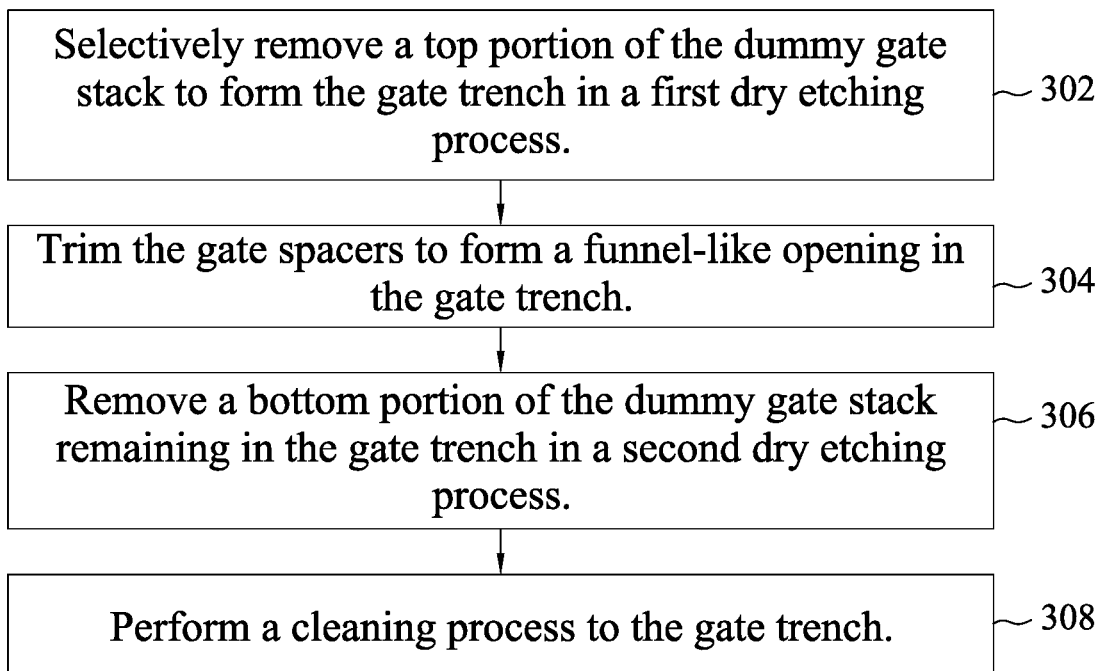 Selectively remove a top portion of the dummy gate
stack to form the gate trench in a first dry etching
process.
302
Trim the gate spacers to form a funnel-like opening in
the gate trench.
304
Remove a bottom portion of the dummy gate stack
remaining in the gate trench in a second dry etching
process.
306
Perform a cleaning process to the gate trench.
308